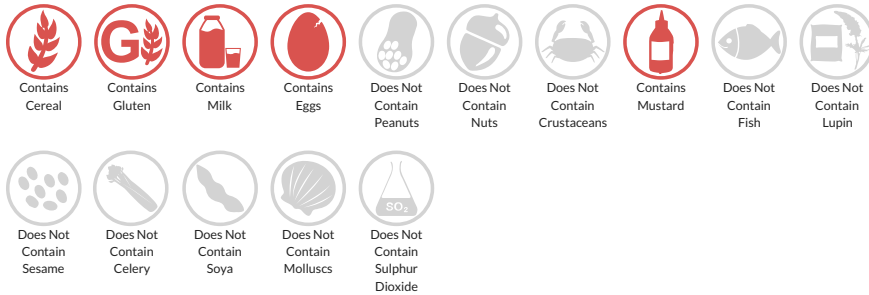 G
Contains
Cereal
Contains
Gluten
Contains
Milk
Contains
Eggs
Does Not
Contain
Peanuts
Does Not
Contain
Nuts
Does Not
Contain
Crustaceans
Contains
Mustard
Does Not
Contain
Fish
Does Not
Contain
Lupin
SO₂
Does Not
Contain
Sesame
Does Not
Contain
Celery
Does Not
Contain
Soya
Does Not
Contain
Molluscs
Does Not
Contain
Sulphur
Dioxide